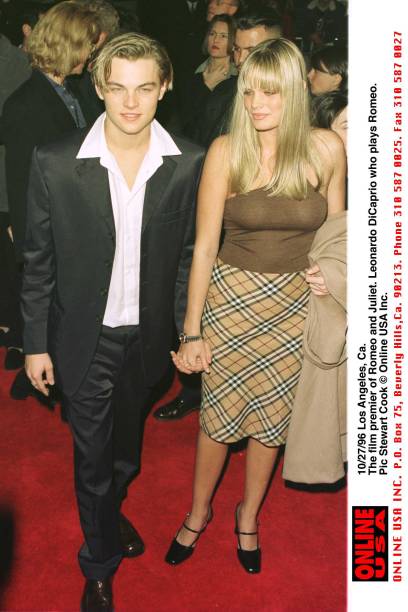 10/27/96 Los Angeles, Ca.
The film premier of Romeo and Juliet. Leonardo DiCaprio who plays Romeo.
Pic Stewart Cook © Online USA Inc.
ONLINE
USA
ONLINE USA INC. P.O. Box 75, Beverly Hills,Ca. 90213. Phone 310 587 0025. Fax 310 587 0027